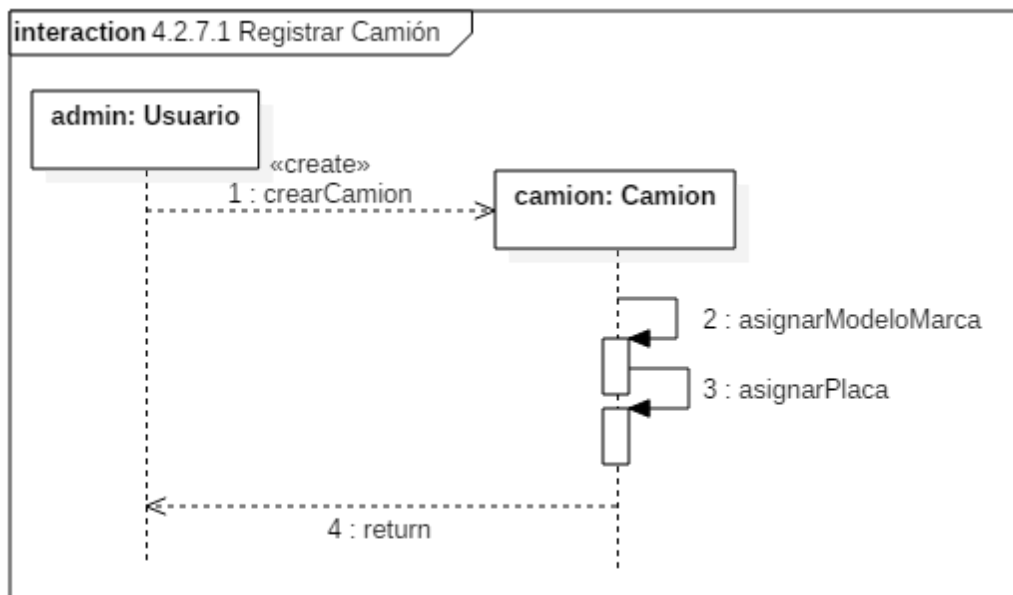 interaction 4.2.7.1 Registrar Camión
admin: Usuario
«create»
1 : crearCamion
camion: Camion
2 : asignarModeloMarca
3 : asignarPlaca
4 : return